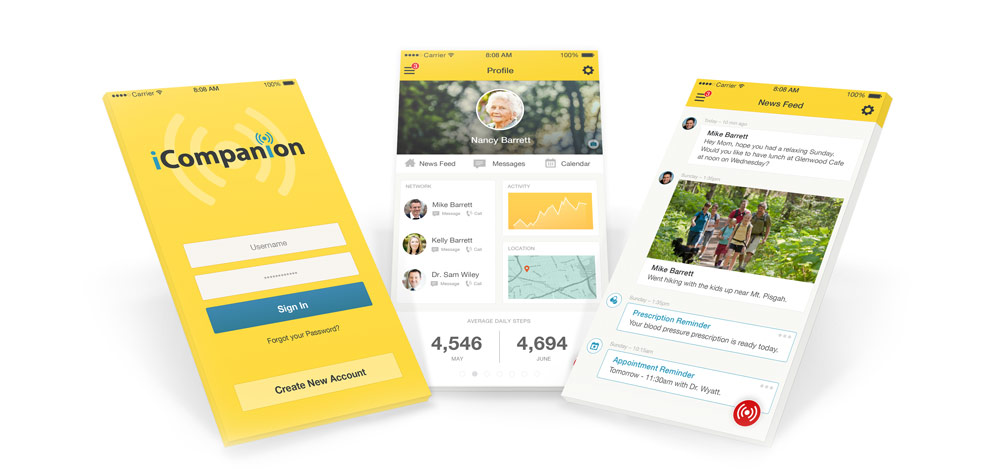 Carrier 8:08 AM 100%
iCompanion
Username
************
Sign In
Forgot your Password?
Create New Account
Carrier 8:08 AM 100%
3
Profile
Nancy Barrett
News Feed Messages Calendar
NETWORK
Mike Barrett
Message Call
Kelly Barrett
Message Call
Dr. Sam Wiley
Message Call
ACTIVITY
LOCATION
AVERAGE DAILY STEPS
4,546 4,694
MAY JUNE
Carrier 8:08 AM 100%
3
News Feed
Today - 10 min ago
Mike Barrett
Hey Mom, hope you had a relaxing Sunday.
Would you like to have lunch at Glenwood Cafe
at noon on Wednesday?
Sunday - 1:35pm
Mike Barrett
Went hiking with the kids up near Mt. Pisgah.
Sunday - 1:35pm
Prescription Reminder
Your blood pressure prescription is ready today.
Sunday - 10:15am
Appointment Reminder
Tomorrow - 11:30am with Dr. Wyatt.